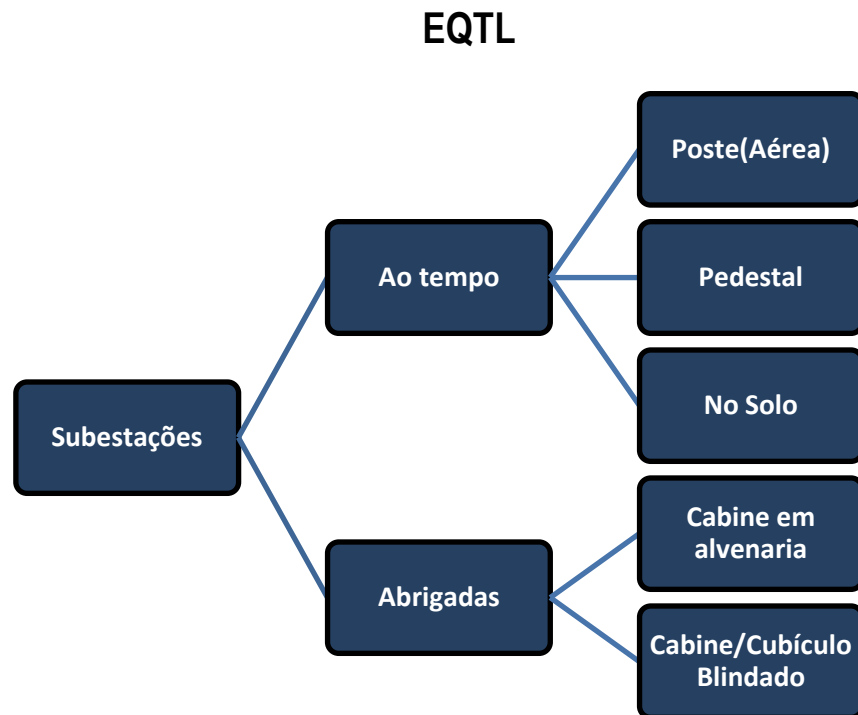 EQTL
Poste(Aérea)
Ao tempo
Pedestal
No Solo
Subestações
Cabine em
alvenaria
Abrigadas
Cabine/Cubículo
Blindado